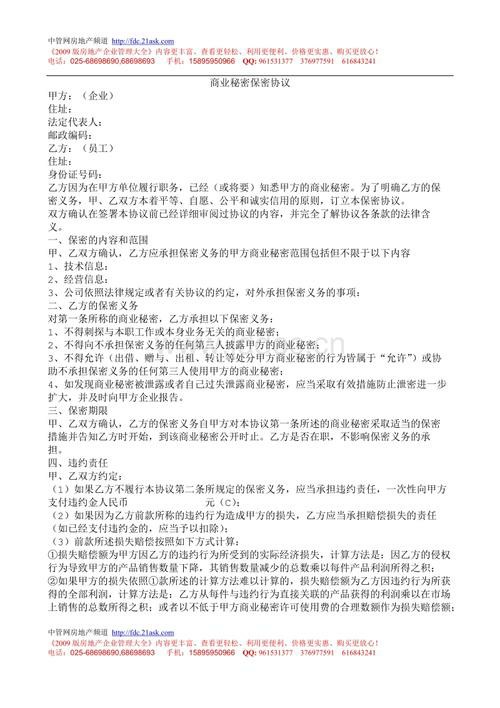 中管网房地产频道 http://fdc.21ask.com
《2009版房地产企业管理大全》内容更丰富、查看更轻松、利用更便利、价格更实惠、购买更放心！
电话：025-68698690,68698693 手机：15895950966 QQ: 961531377 376977591 616843241
商业秘密保密协议
甲方：（企业）
住址：
法定代表人：
邮政编码：
乙方：（员工）
住址：
身份证号码：
乙方因为在甲方单位履行职务，已经（或将要）知悉甲方的商业秘密。为了明确乙方的保
密义务，甲、乙双方本着平等、自愿、公平和诚实信用的原则，订立本保密协议。
双方确认在签署本协议前已经详细审阅过协议的内容，并完全了解协议各条款的法律含
义。
一、保密的内容和范围
甲、乙双方确认，乙方应承担保密义务的甲方商业秘密范围包括但不限于以下内容
1、技术信息：
2、经营信息：
3、公司依照法律规定或者有关协议的约定，对外承担保密义务的事项：
二、乙方的保密义务
对第一条所称的商业秘密，乙方承担以下保密义务：
1、不得刺探与本职工作或本身业务无关的商业秘密；
2、不得向不承担保密义务的任何第三人披露甲方的商业秘密；
3、不得允许（出借、赠与、出租、转让等处分甲方商业秘密的行为皆属于“允许”）或协
助不承担保密义务的任何第三人使用甲方的商业秘密；
4、如发现商业秘密被泄露或者自己过失泄露商业秘密，应当采取有效措施防止泄密进一步
扩大，并及时向甲方企业报告。
三、保密期限
甲、乙双方确认，乙方的保密义务自甲方对本协议第一条所述的商业秘密采取适当的保密
措施并告知乙方时开始，到该商业秘密公开时止。乙方是否在职，不影响保密义务的承
担。
四、违约责任
甲、乙双方约定：
（1）如果乙方不履行本协议第二条所规定的保密义务，应当承担违约责任，一次性向甲方
支付违约金人民币 元（C）；
（2）如果因为乙方前款所称的违约行为造成甲方的损失，乙方应当承担赔偿损失的责任
（如已经支付违约金的，应当予以扣除）；
（3）前款所述损失赔偿按照如下方式计算：
①损失赔偿额为甲方因乙方的违约行为所受到的实际经济损失，计算方法是：因乙方的侵权
行为导致甲方的产品销售数量下降，其销售数量减少的总数乘以每件产品利润所得之积；
②如果甲方的损失依照①款所述的计算方法难以计算的，损失赔偿额为乙方因违约行为所获
得的全部利润，计算方法是：乙方从每件与违约行为直接关联的产品获得的利润乘以在市场
上销售的总数所得之积；或者以不低于甲方商业秘密许可使用费的合理数额作为损失赔偿额；
中管网房地产频道 http://fdc.21ask.com
《2009版房地产企业管理大全》内容更丰富、查看更轻松、利用更便利、价格更实惠、购买更放心！
电话：025-68698690,68698693 手机：15895950966 QQ: 961531377 376977591 616843241